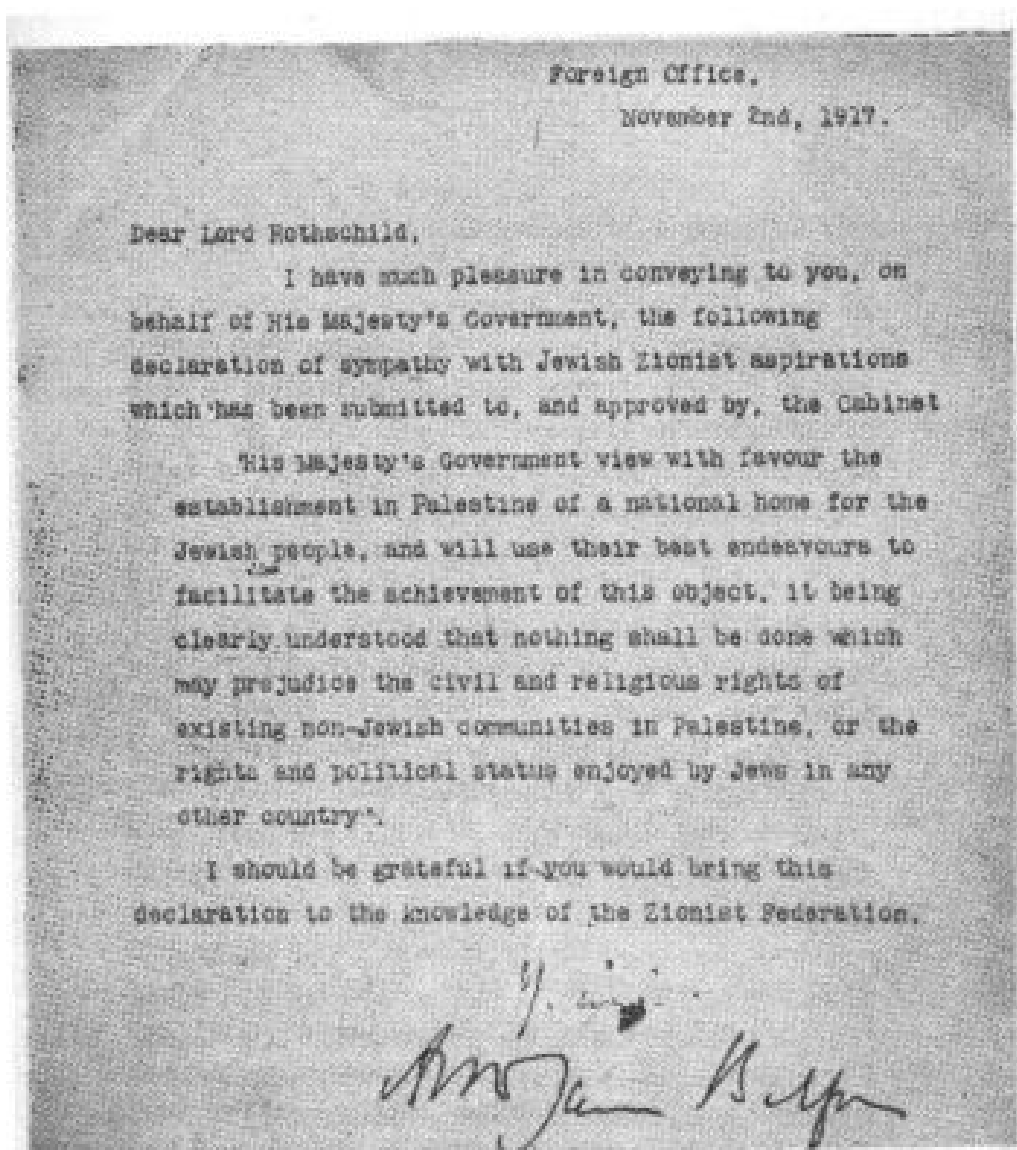 Foreign Office,
November 2nd, 1917.
Dear Lord Rothschild,
I have much pleasure in conveying to you, on
behalf of His Majesty's Government, the following
declaration of sympathy with Jewish Zionist aspirations
which has been submitted to, and approved by, the Cabinet
"His Majesty's Government view with favour the
establishment in Palestine of a national home for the
Jewish people, and will use their best endeavours to
facilitate the achievement of this object, it being
clearly understood that nothing shall be done which
may prejudice the civil and religious rights of
existing non-Jewish communities in Palestine, or the
rights and political status enjoyed by Jews in any
other country".
I should be grateful if you would bring this
declaration to the knowledge of the Zionist Federation.